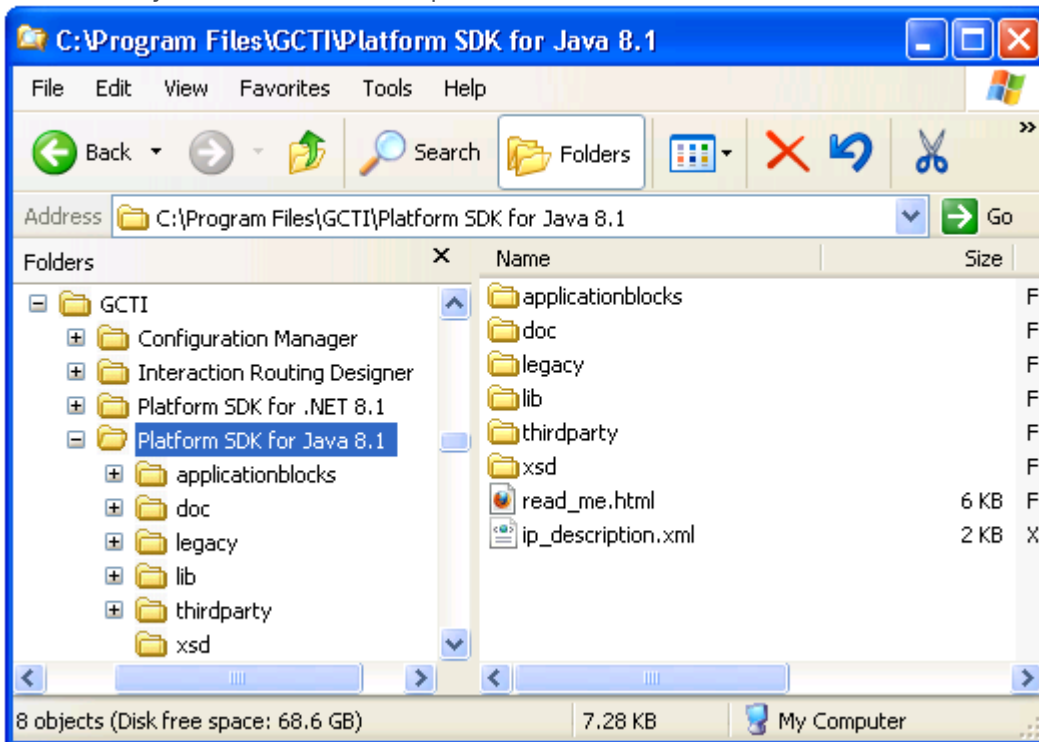 C:\Program Files\GCTI\Platform SDK for Java 8.1
File Edit View Favorites Tools Help
Back Search Folders »
Address C:\Program Files\GCTI\Platform SDK for Java 8.1 Go
Folders × Name Size
GCTI
Configuration Manager
Interaction Routing Designer
Platform SDK for .NET 8.1
Platform SDK for Java 8.1
applicationblocks
doc
legacy
lib
thirdparty
xsd
applicationblocks F
doc F
legacy F
lib F
thirdparty F
xsd F
read_me.html 6 KB F
ip_description.xml 2 KB X
8 objects (Disk free space: 68.6 GB) 7.28 KB My Computer